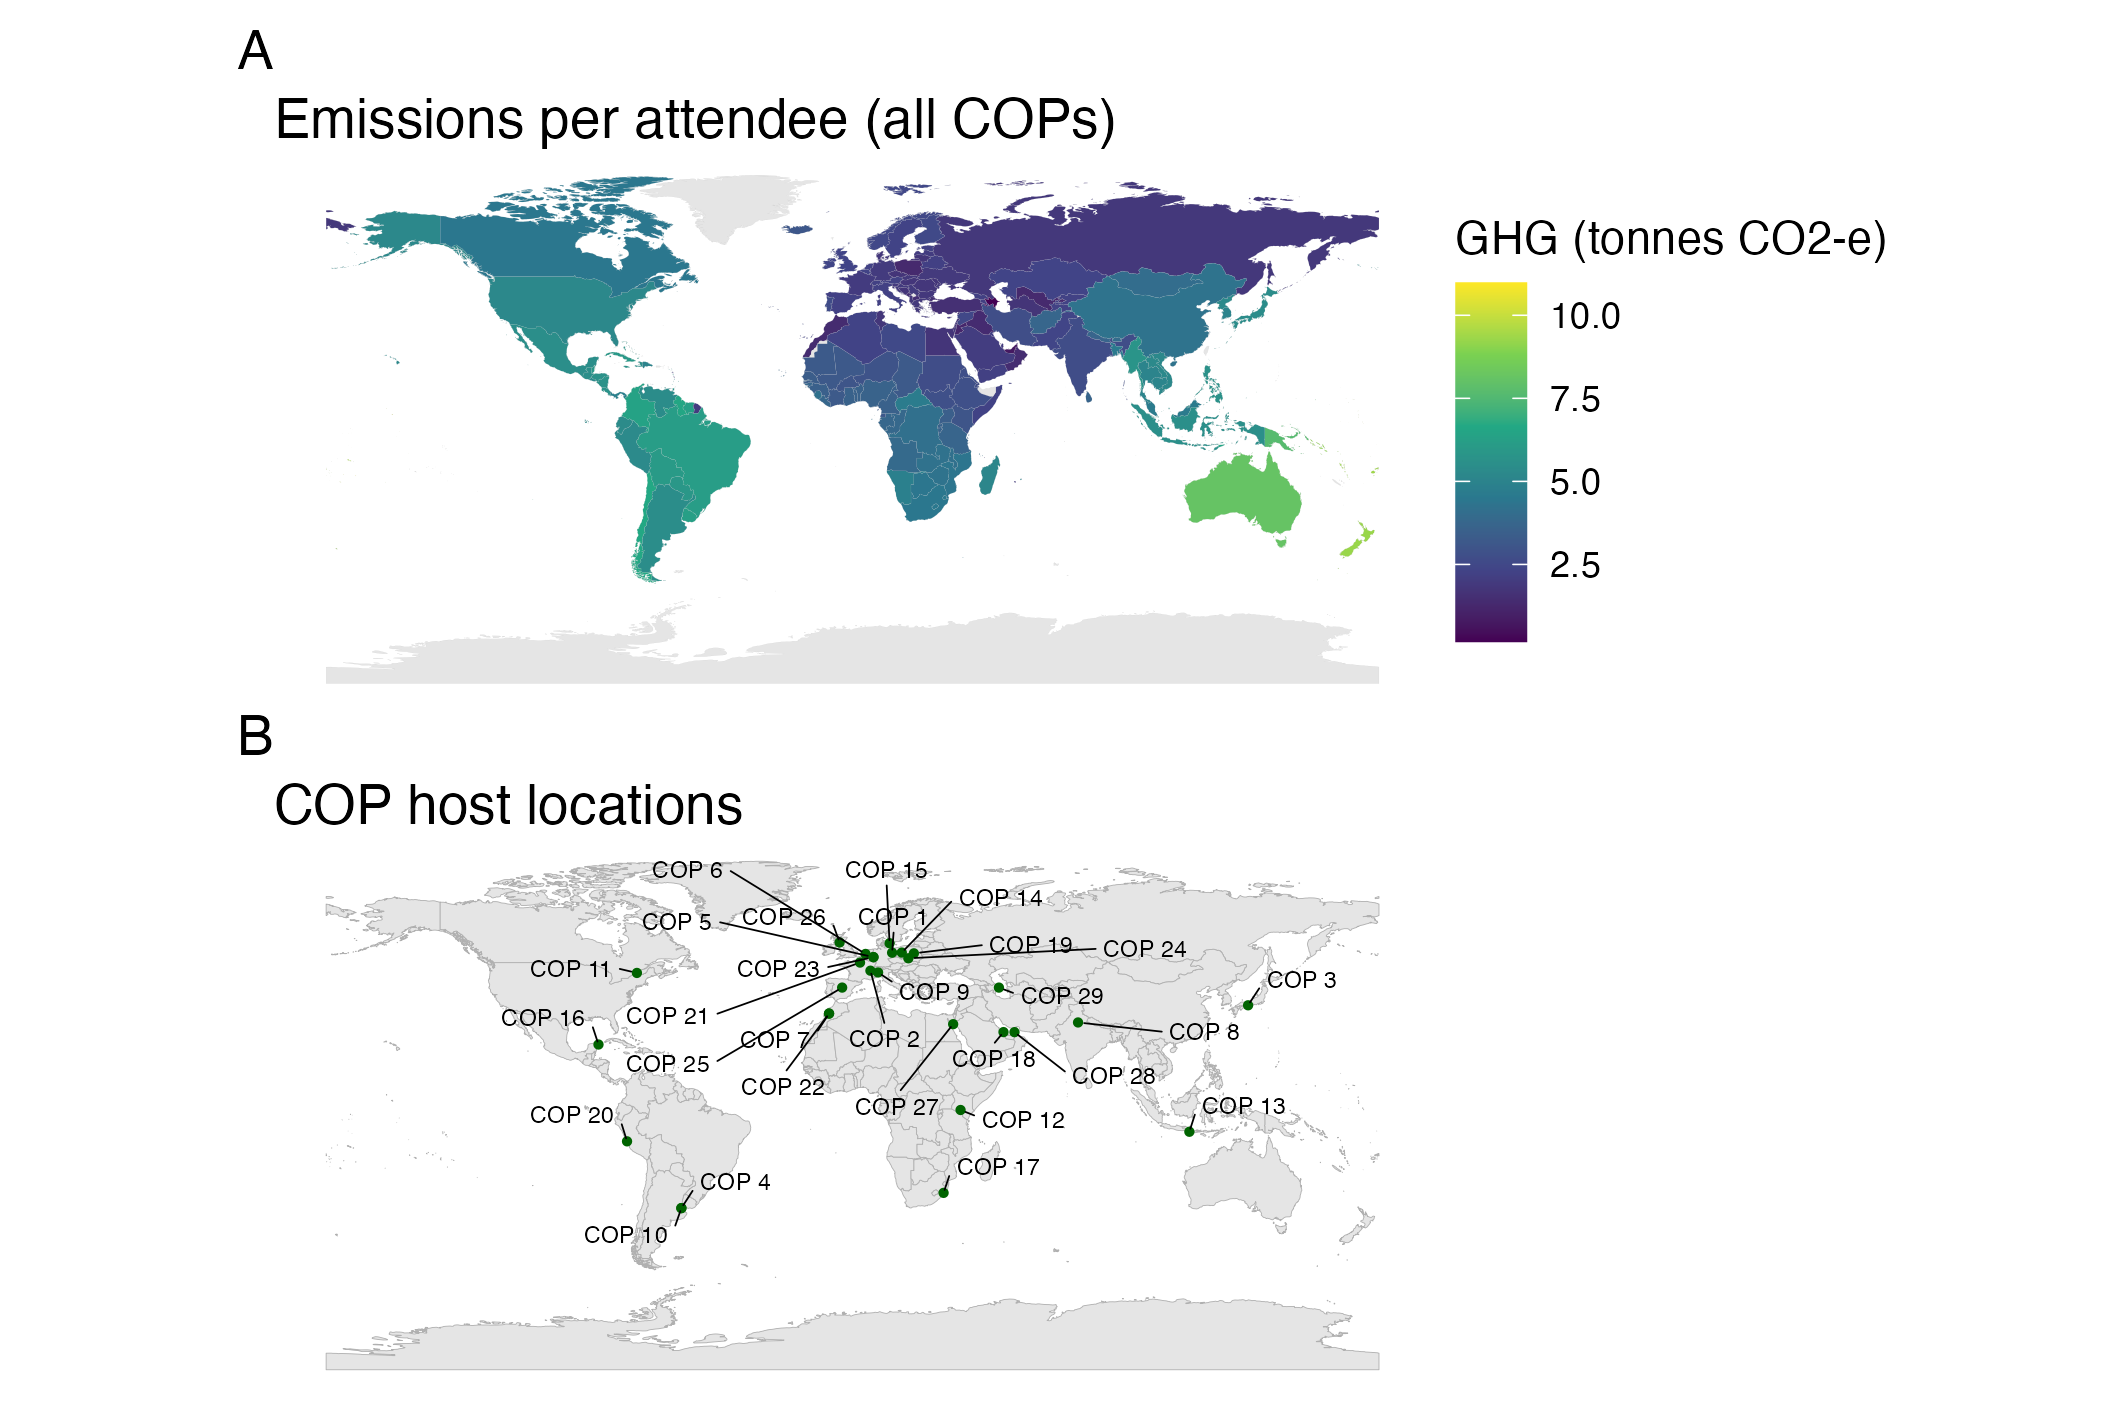 A
Emissions per attendee (all COPs)
GHG (tonnes CO2-e)
10.0
7.5
5.0
2.5
B
COP host locations
COP 6
COP 15
COP 14
COP 5
COP 26
COP 1
COP 19
COP 24
COP 11
COP 23
COP 3
COP 9
COP 29
COP 16
COP 21
COP 7
COP 2
COP 8
COP 18
COP 25
COP 28
COP 22
COP 27
COP 13
COP 20
COP 12
COP 17
COP 4
COP 10